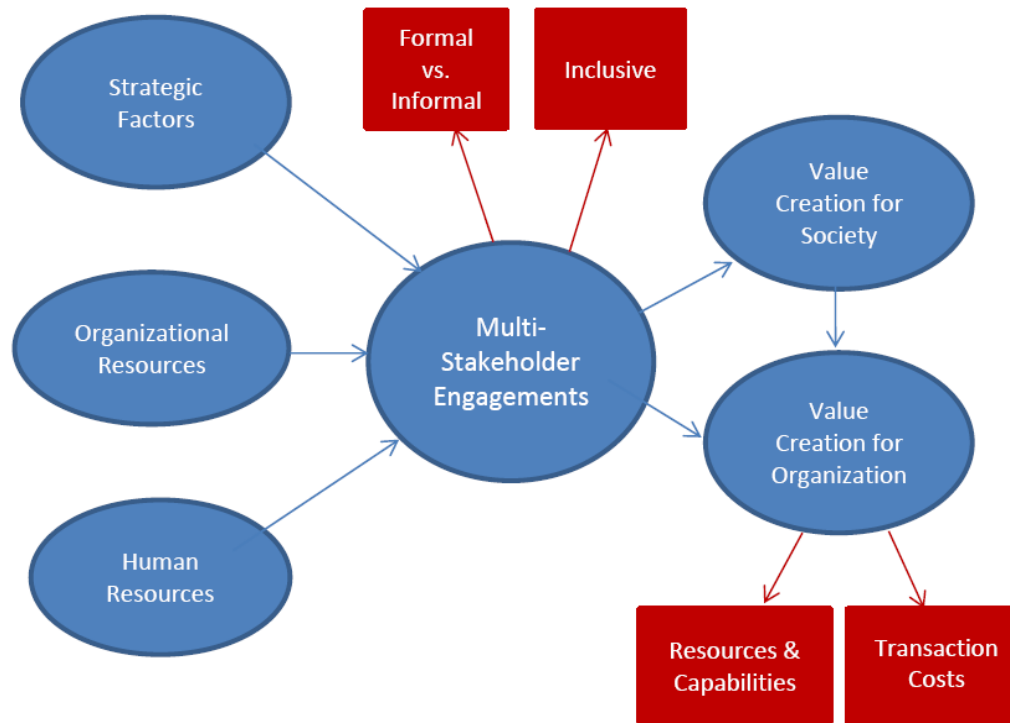 Strategic
Factors
Formal
vs.
Informal
Inclusive
Value
Creation for
Society
Organizational
Resources
Multi-
Stakeholder
Engagements
Value
Creation for
Organization
Human
Resources
Resources &
Capabilities
Transaction
Costs